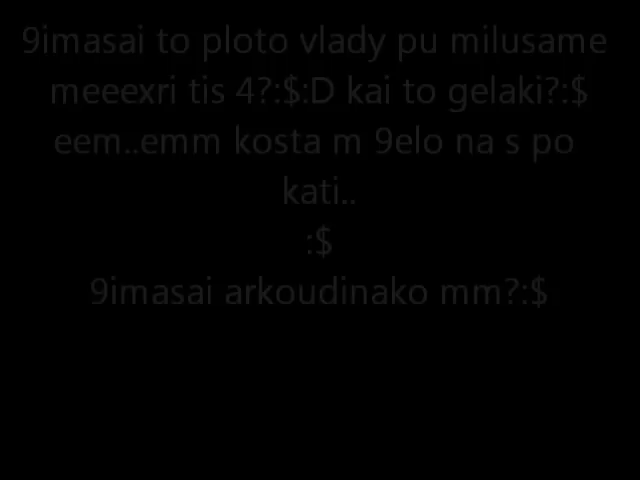 9imasai to ploto vlady pu milusame
meeexri tis 4?:$:D kai to gelaki?:$
eem..emm kosta m 9elo na s po
kati..
:$
9imasai arkoudinako mm?:$